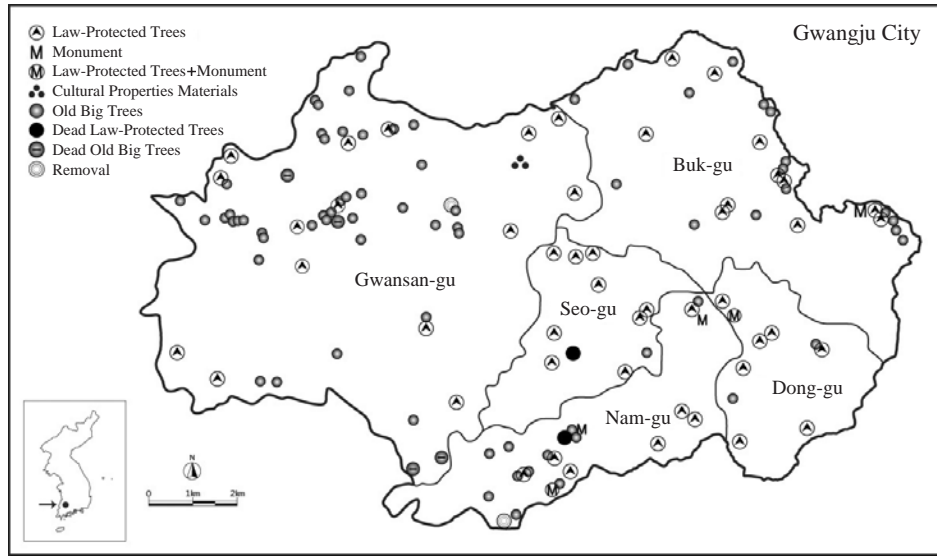 Gwangju City
Law-Protected Trees
M Monument
M Law-Protected Trees+Monument
Cultural Properties Materials
Old Big Trees
Dead Law-Protected Trees
Dead Old Big Trees
Removal
Buk-gu
M
Gwansan-gu
Seo-gu
M
M
Dong-gu
Nam-gu
M
M
N
0 1km 2km